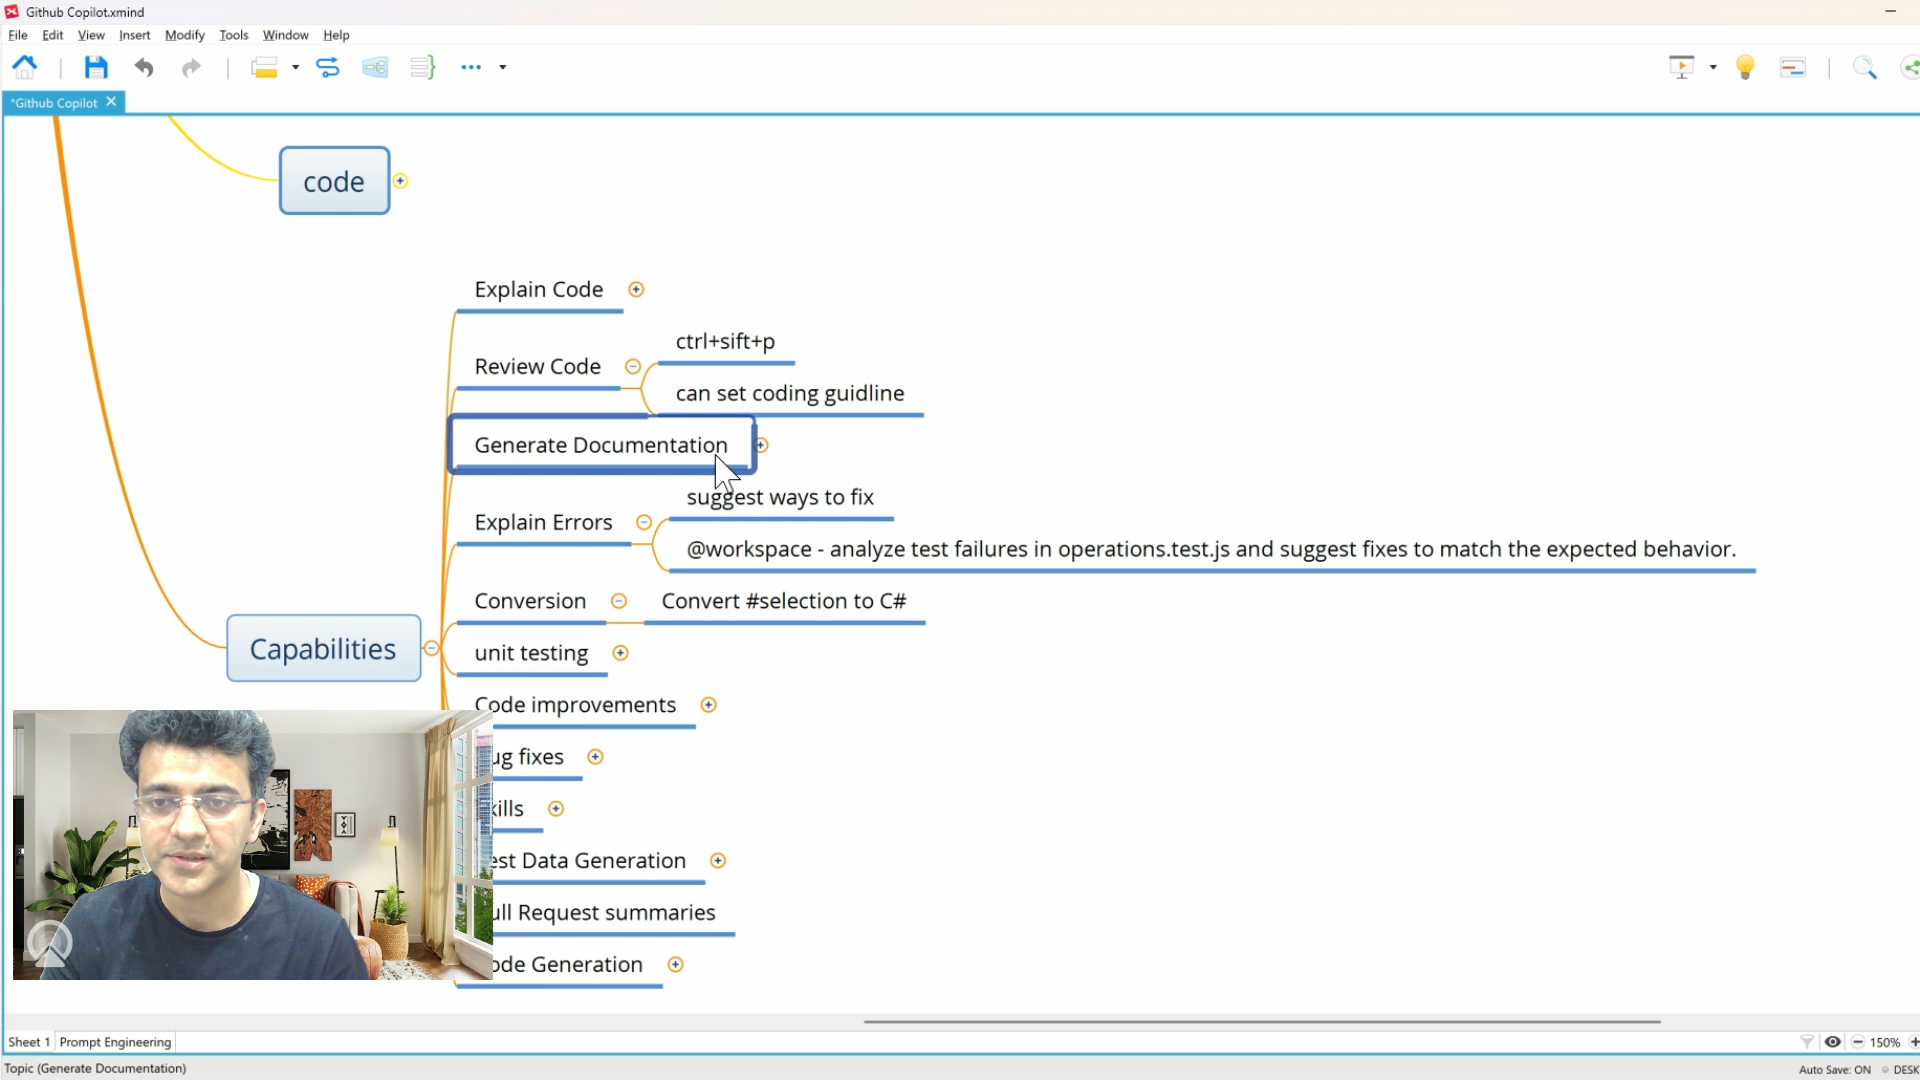 Github Copilot.xmind
File Edit View Insert Modify Tools Window Help
*Github Copilot
code
Explain Code
ctrl+sift+p
Review Code
can set coding guidline
Generate Documentation
suggest ways to fix
Explain Errors
@workspace - analyze test failures in operations.test.js and suggest fixes to match the expected behavior.
Conversion
Convert #selection to C#
Capabilities
unit testing
Code improvements
ug fixes
kills
est Data Generation
ull Request summaries
ode Generation
Sheet 1 Prompt Engineering
150%
Topic (Generate Documentation)
Auto Save: ON
DESK